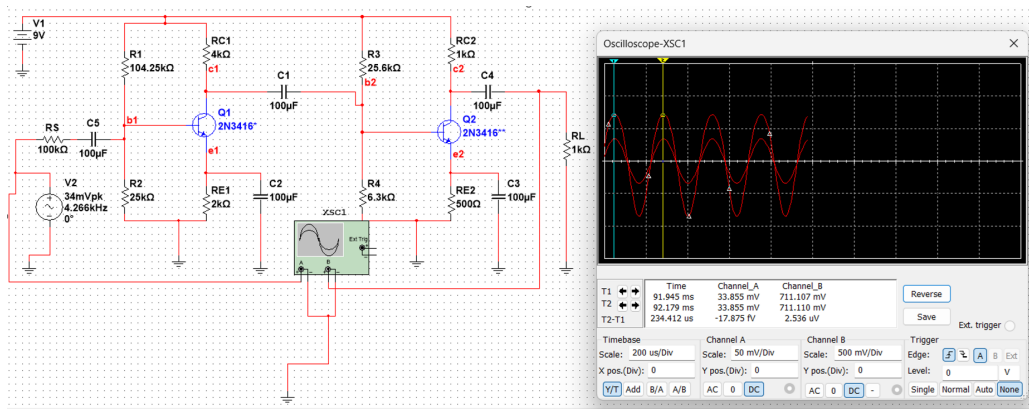 V1
9V
R1
104.25kΩ
RC1
4kΩ
c1
C1
100µF
R3
25.6kΩ
b2
RC2
1kΩ
c2
C4
100µF
RS
100kΩ
C5
100µF
b1
Q1
2N3416*
e1
Q2
2N3416**
e2
RL
1kΩ
V2
34mVpk
4.266kHz
0°
R2
25kΩ
RE1
2kΩ
C2
100µF
R4
6.3kΩ
RE2
500Ω
C3
100µF
XSC1
Ext Trig
A
B
Oscilloscope-XSC1
Time Channel_A Channel_B
T1 91.945 ms 33.855 mV 711.107 mV
T2 92.179 ms 33.855 mV 711.110 mV
T2-T1 234.412 us -17.875 fV 2.536 uV
Reverse
Save
Ext. trigger
Timebase
Scale: 200 us/Div
X pos.(Div): 0
Y/T Add B/A A/B
Channel A
Scale: 50 mV/Div
Y pos.(Div): 0
AC 0 DC
Channel B
Scale: 500 mV/Div
Y pos.(Div): 0
AC 0 DC -
Trigger
Edge: A B Ext
Level: 0 V
Single Normal Auto None